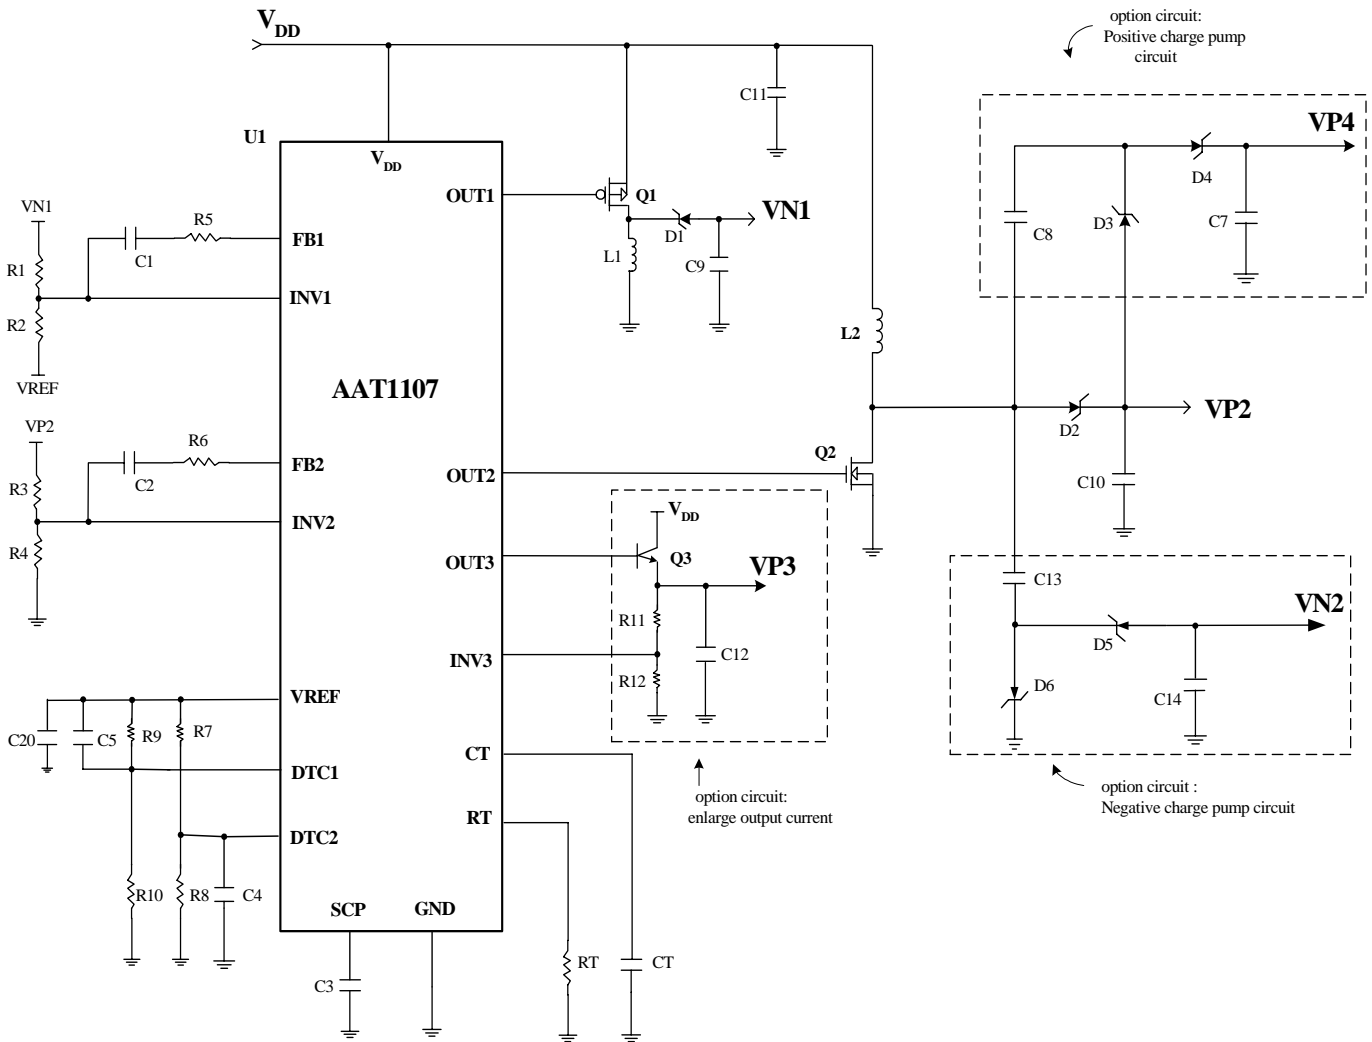 V_DD
option circuit:
Positive charge pump
circuit
C11
U1
V_DD
VP4
OUT1
Q1
D4
VN1
VN1
R5
FB1
C1
D1
L1
C9
C8
D3
C7
R1
INV1
R2
L2
VREF
AAT1107
VP2
R6
VP2
D2
FB2
C2
Q2
R3
OUT2
C10
INV2
V_DD
R4
OUT3
Q3
VP3
C13
VN2
R11
INV3
C12
D5
R12
D6
VREF
C14
C20
C5
R9
R7
CT
DTC1
option circuit:
enlarge output current
option circuit :
Negative charge pump circuit
RT
DTC2
R10
R8
C4
SCP
GND
RT
CT
C3